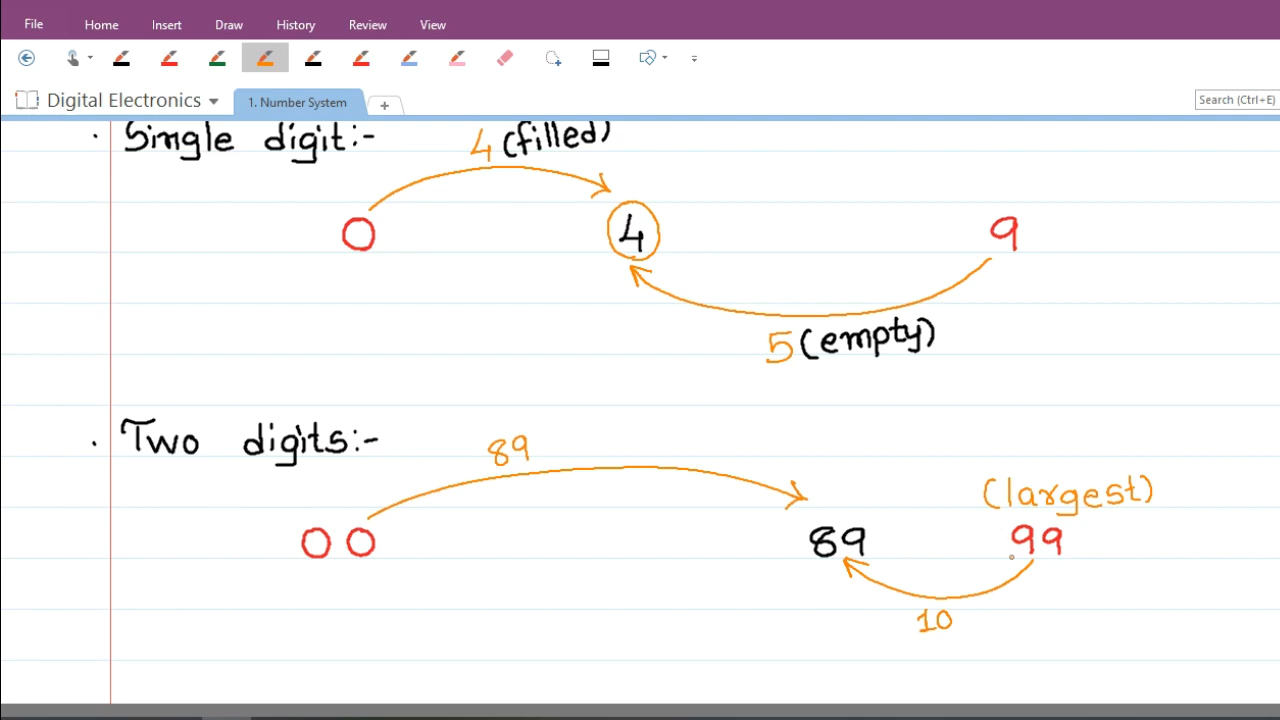 File Home Insert Draw History Review View
Digital Electronics 1. Number System + Search (Ctrl+E)
· Single digit:- 4 (filled)
0 4 9
5 (empty)
· Two digits:- 89
(largest)
00 89 99
10